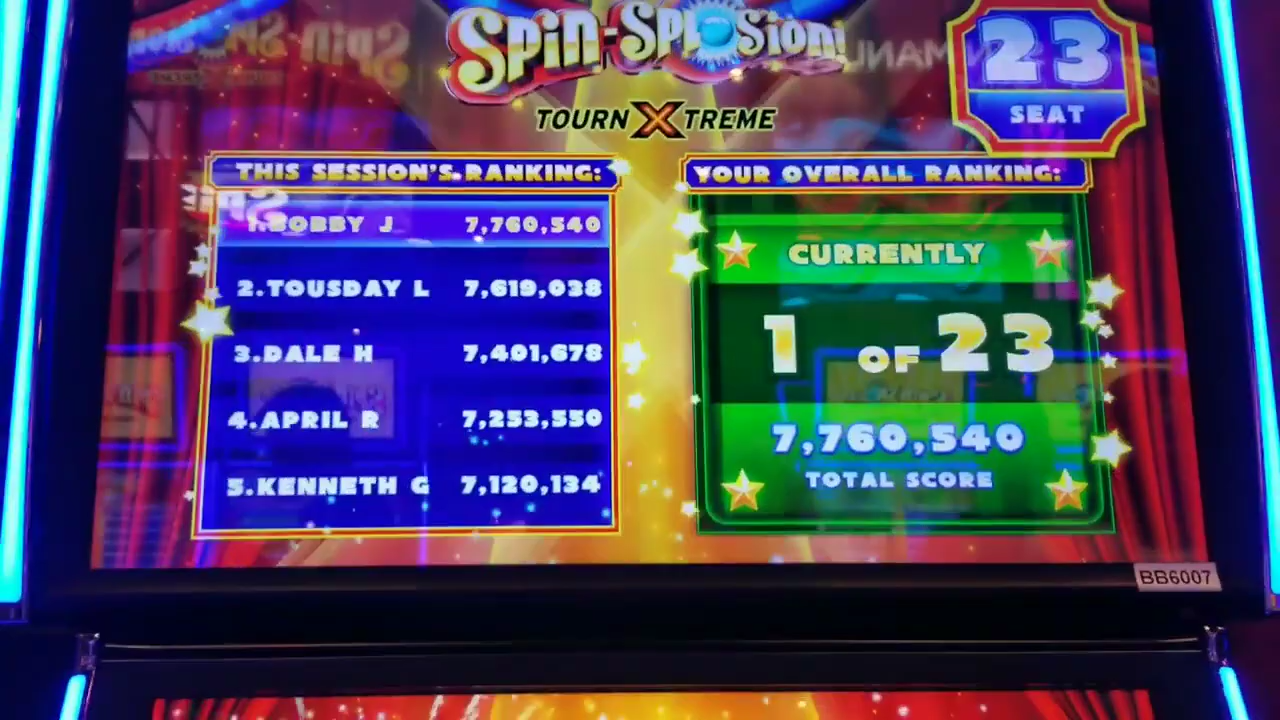 Spin-Splosion!
TOURNXTREME
23
SEAT
THIS SESSION'S RANKING:
1.BOBBY J 7,760,540
2.TOUSDAY L 7,619,038
3.DALE H 7,401,678
4.APRIL R 7,253,550
5.KENNETH G 7,120,134
YOUR OVERALL RANKING:
CURRENTLY
1 OF 23
7,760,540
TOTAL SCORE
BB6007